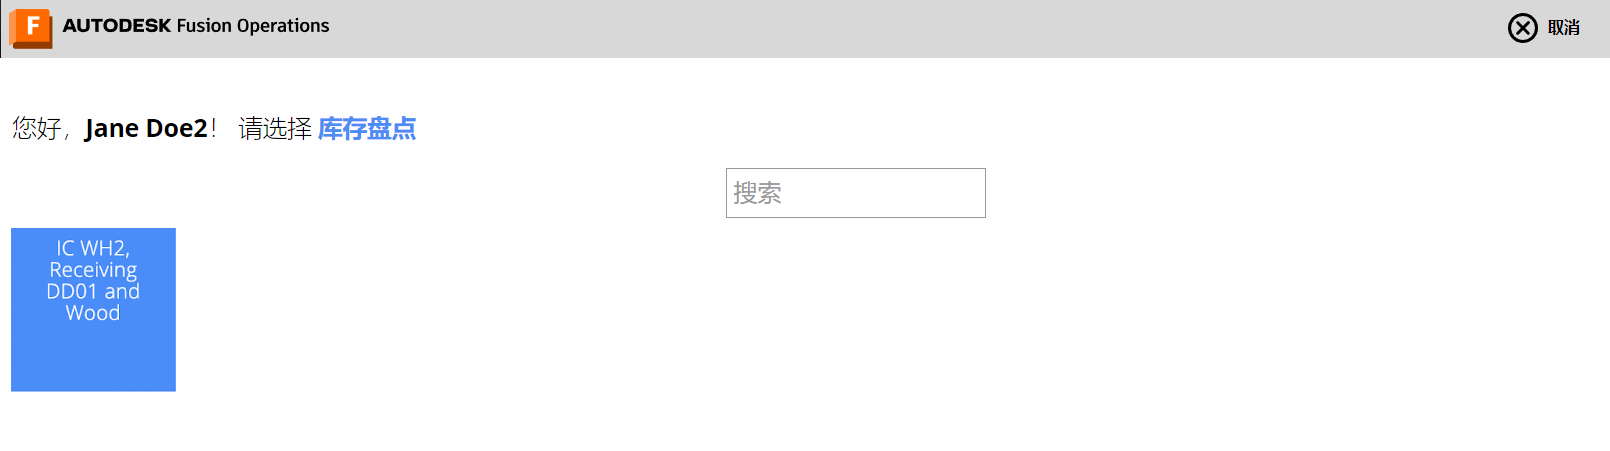 F AUTODESK Fusion Operations
取消
您好，Jane Doe2！ 请选择 库存盘点
搜索
IC WH2,
Receiving
DD01 and
Wood